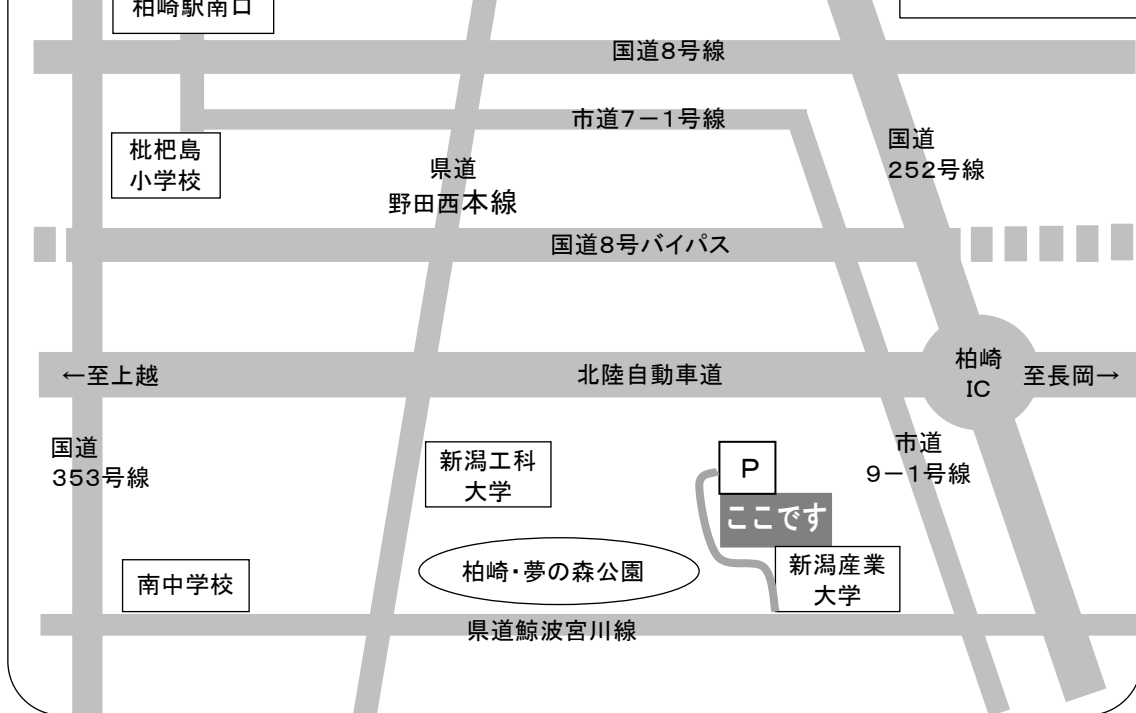 柏崎駅南口
国道8号線
市道7－1号線
枇杷島
小学校
国道
252号線
県道
野田西本線
国道8号バイパス
←至上越
北陸自動車道
柏崎
IC
至長岡→
国道
353号線
新潟工科
大学
P
市道
9－1号線
ここです
南中学校
柏崎・夢の森公園
新潟産業
大学
県道鯨波宮川線